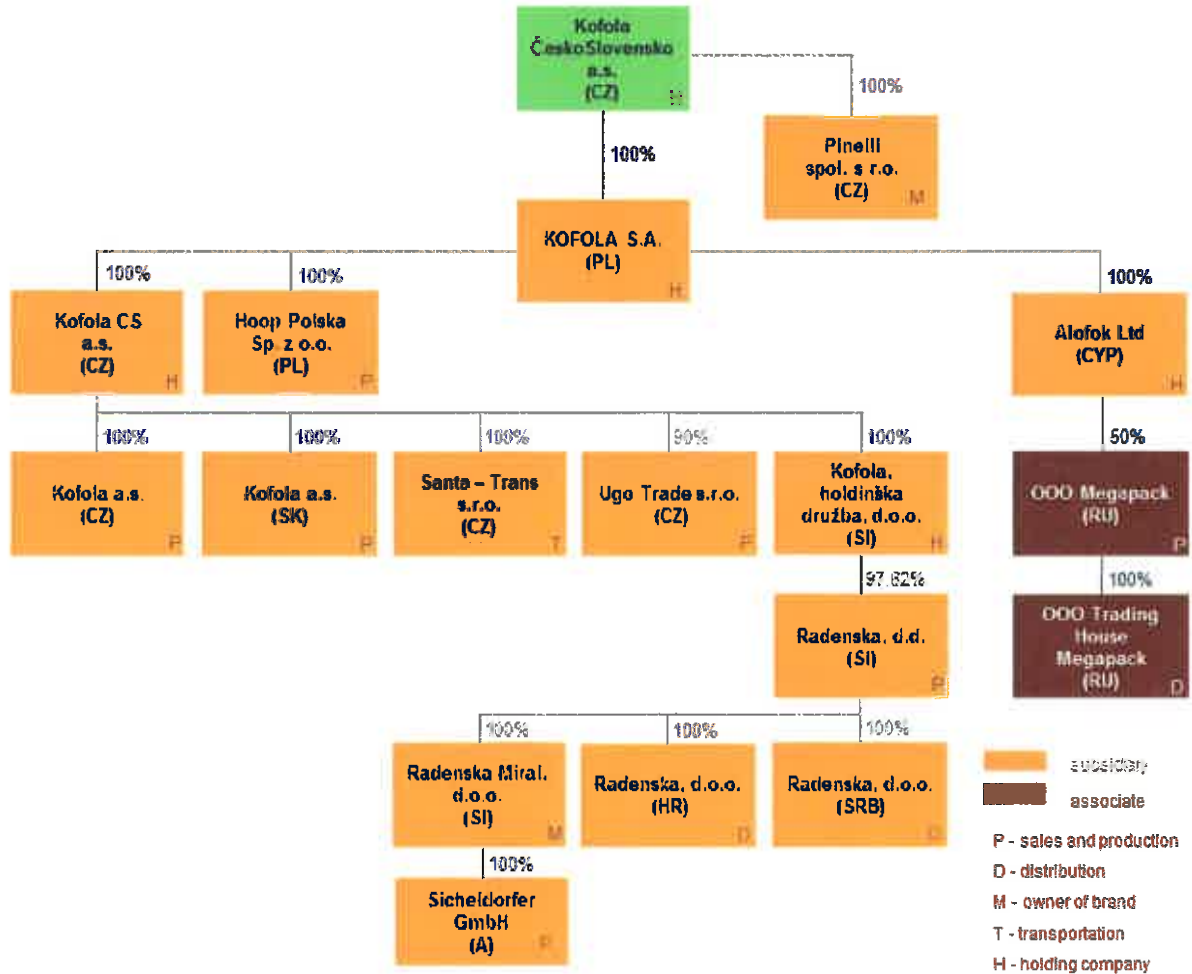 Kofola
ČeskoSlovensko
a.s.
(CZ)
H
100%
100%
Pinelli
spol. s r.o.
(CZ)
M
KOFOLA S.A.
(PL)
H
100%
100%
100%
Kofola CS
a.s.
(CZ)
H
Hoop Polska
Sp. z o.o.
(PL)
P
Alofok Ltd
(CYP)
H
100%
100%
100%
90%
100%
50%
Kofola a.s.
(CZ)
P
Kofola a.s.
(SK)
P
Santa – Trans
s.r.o.
(CZ)
T
Ugo Trade s.r.o.
(CZ)
P
Kofola,
holdinška
družba, d.o.o.
(SI)
H
OOO Megapack
(RU)
P
97.62%
100%
Radenska, d.d.
(SI)
P
OOO Trading
House
Megapack
(RU)
D
100%
100%
100%
Radenska Miral,
d.o.o.
(SI)
M
Radenska, d.o.o.
(HR)
D
Radenska, d.o.o.
(SRB)
D
100%
Sicheldorfer
GmbH
(A)
P
subsidiary
associate
P - sales and production
D - distribution
M - owner of brand
T - transportation
H - holding company